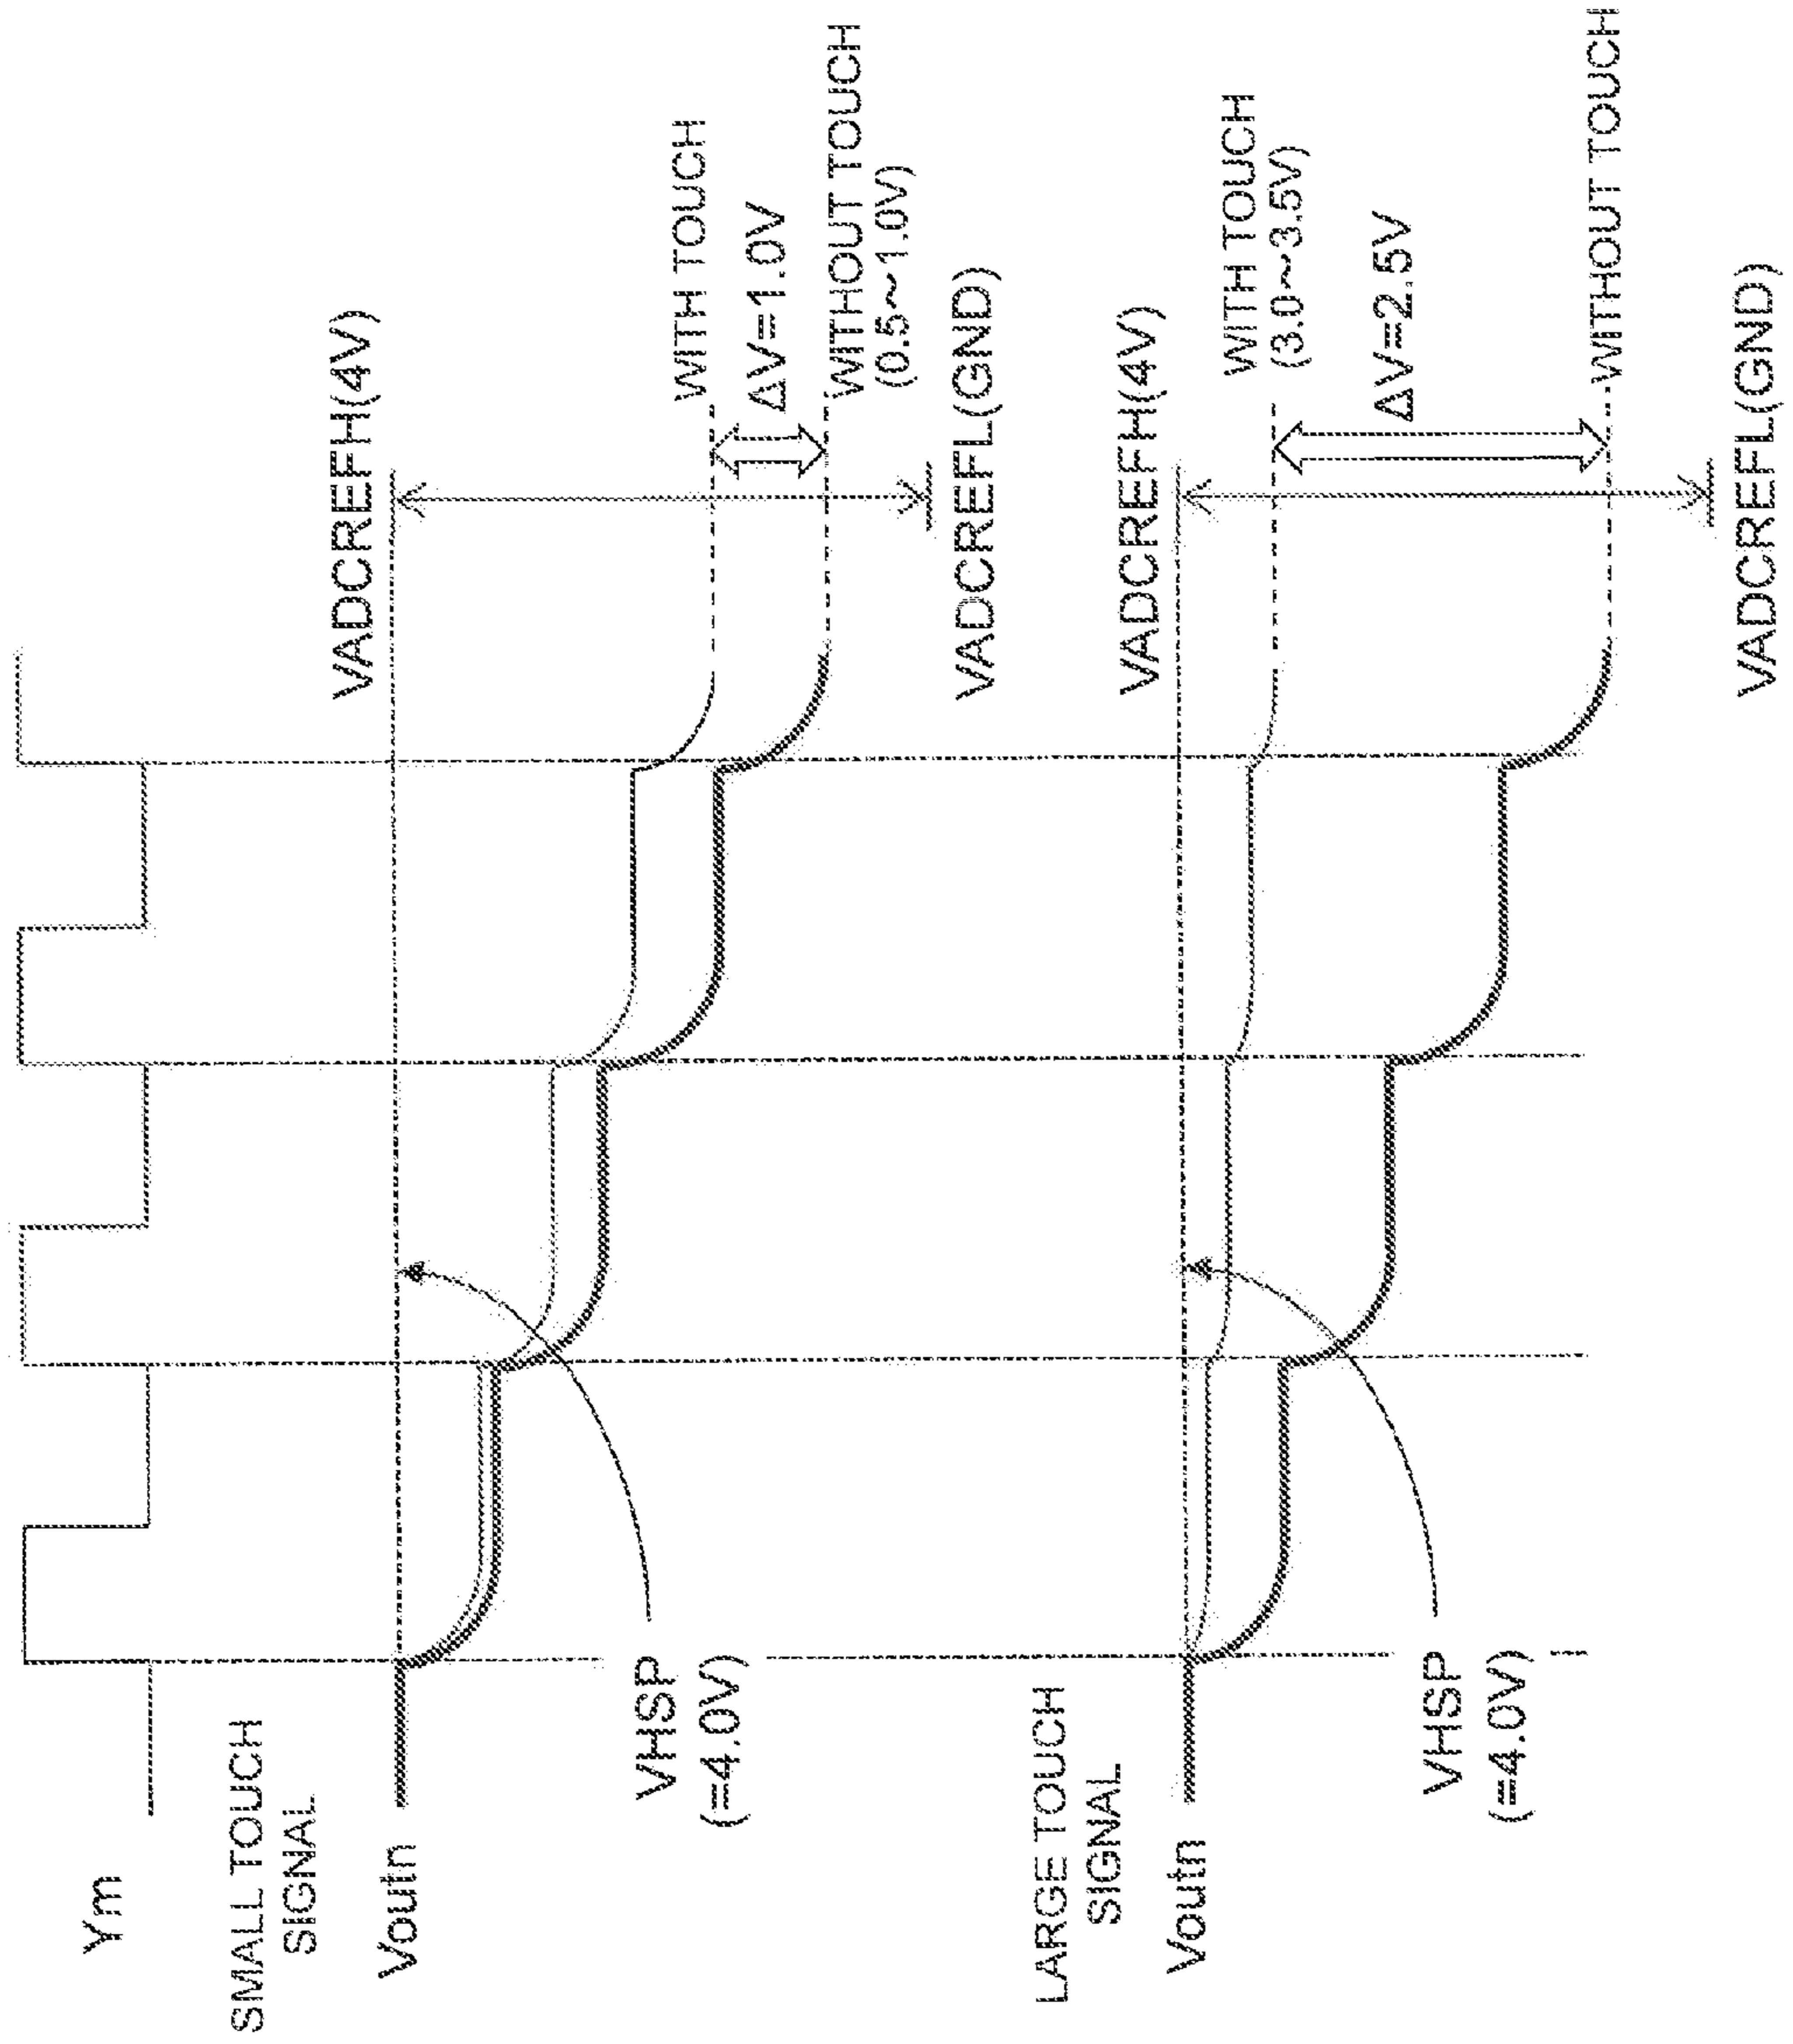 Ym
SMALL TOUCH
SIGNAL
Voutn
VHSP
(=4.0V)
VADCREFH(4V)
WITH TOUCH
ΔV=1.0V
WITHOUT TOUCH
(0.5~1.0V)
VADCREFL(GND)
LARGE TOUCH
SIGNAL
Voutn
VHSP
(=4.0V)
VADCREFH(4V)
WITH TOUCH
(3.0~3.5V)
ΔV=2.5V
WITHOUT TOUCH
VADCREFL(GND)